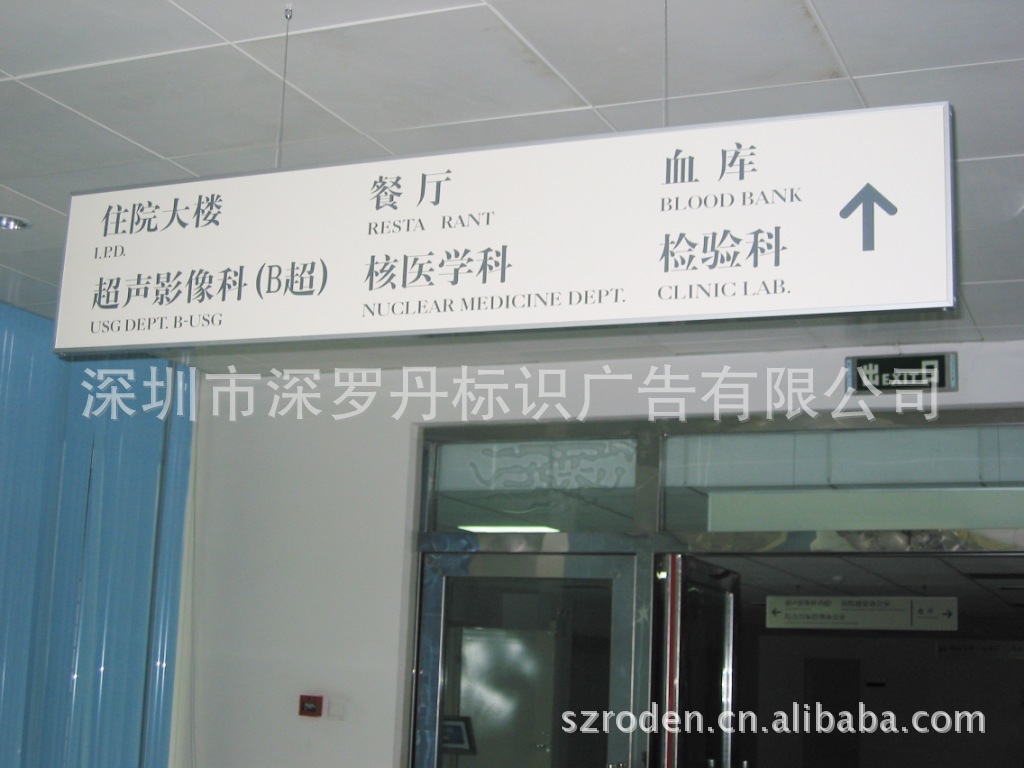 住院大楼
I.P.D.
餐厅
RESTA RANT
血库
BLOOD BANK
超声影像科(B超)
USG DEPT. B-USG
核医学科
NUCLEAR MEDICINE DEPT.
检验科
CLINIC LAB.
深圳市深罗丹标识广告有限公司
EXIT
szroden.cn.alibaba.com